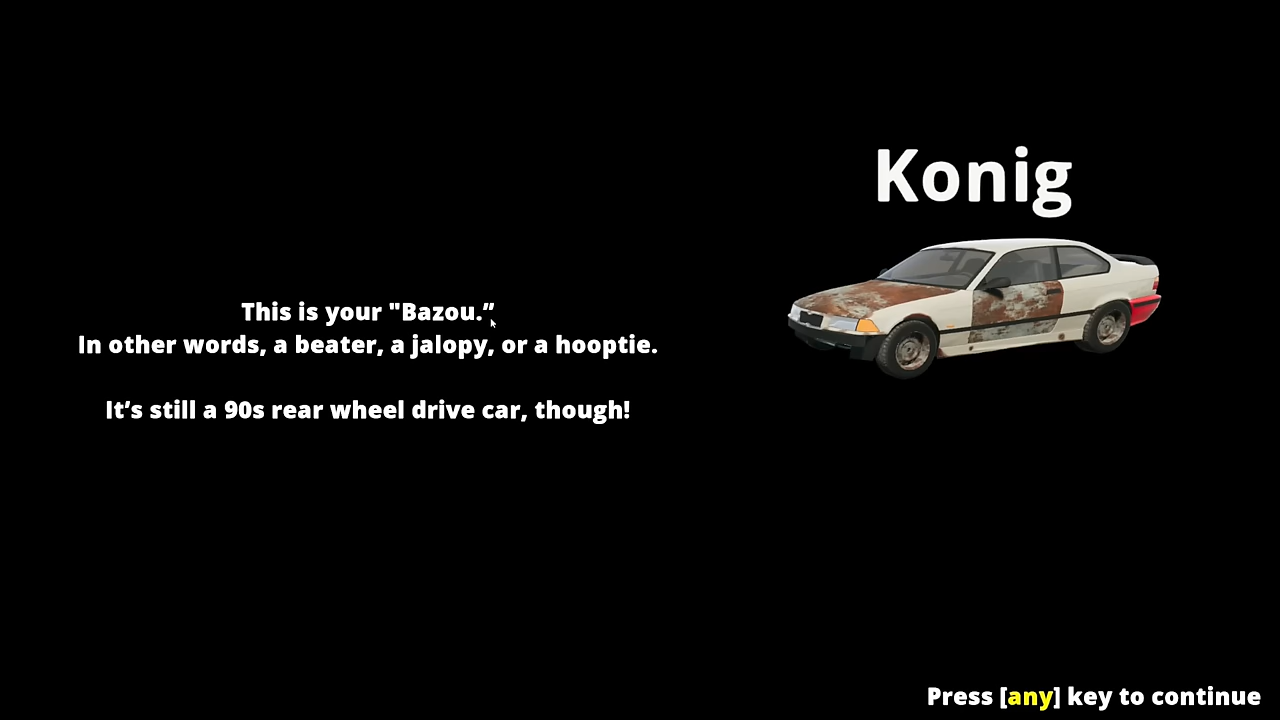 Konig
This is your "Bazou.”
In other words, a beater, a jalopy, or a hooptie.
It’s still a 90s rear wheel drive car, though!
Press [any] key to continue